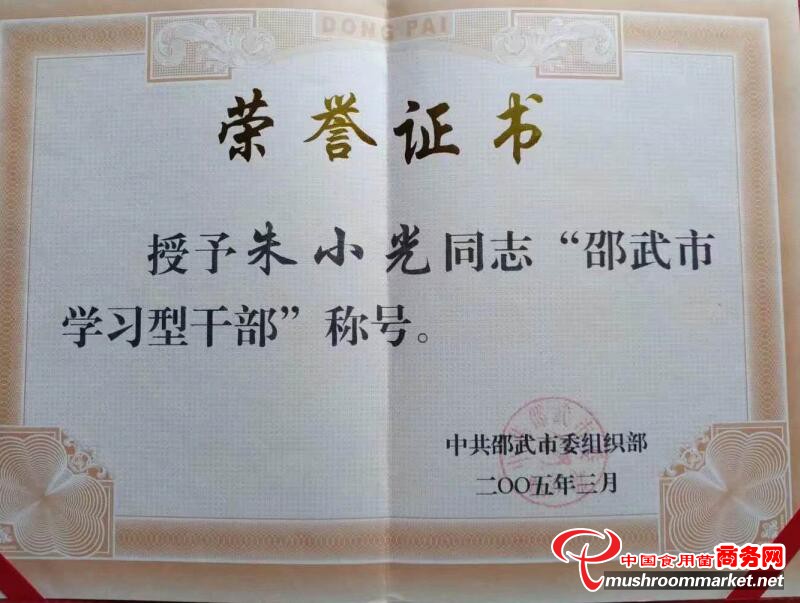 DONG PAI
荣誉证书
授予朱小光同志“邵武市
学习型干部”称号。
中共邵武市委组织部
二〇〇五年三月
中国食用菌商务网
mushroommarket.net